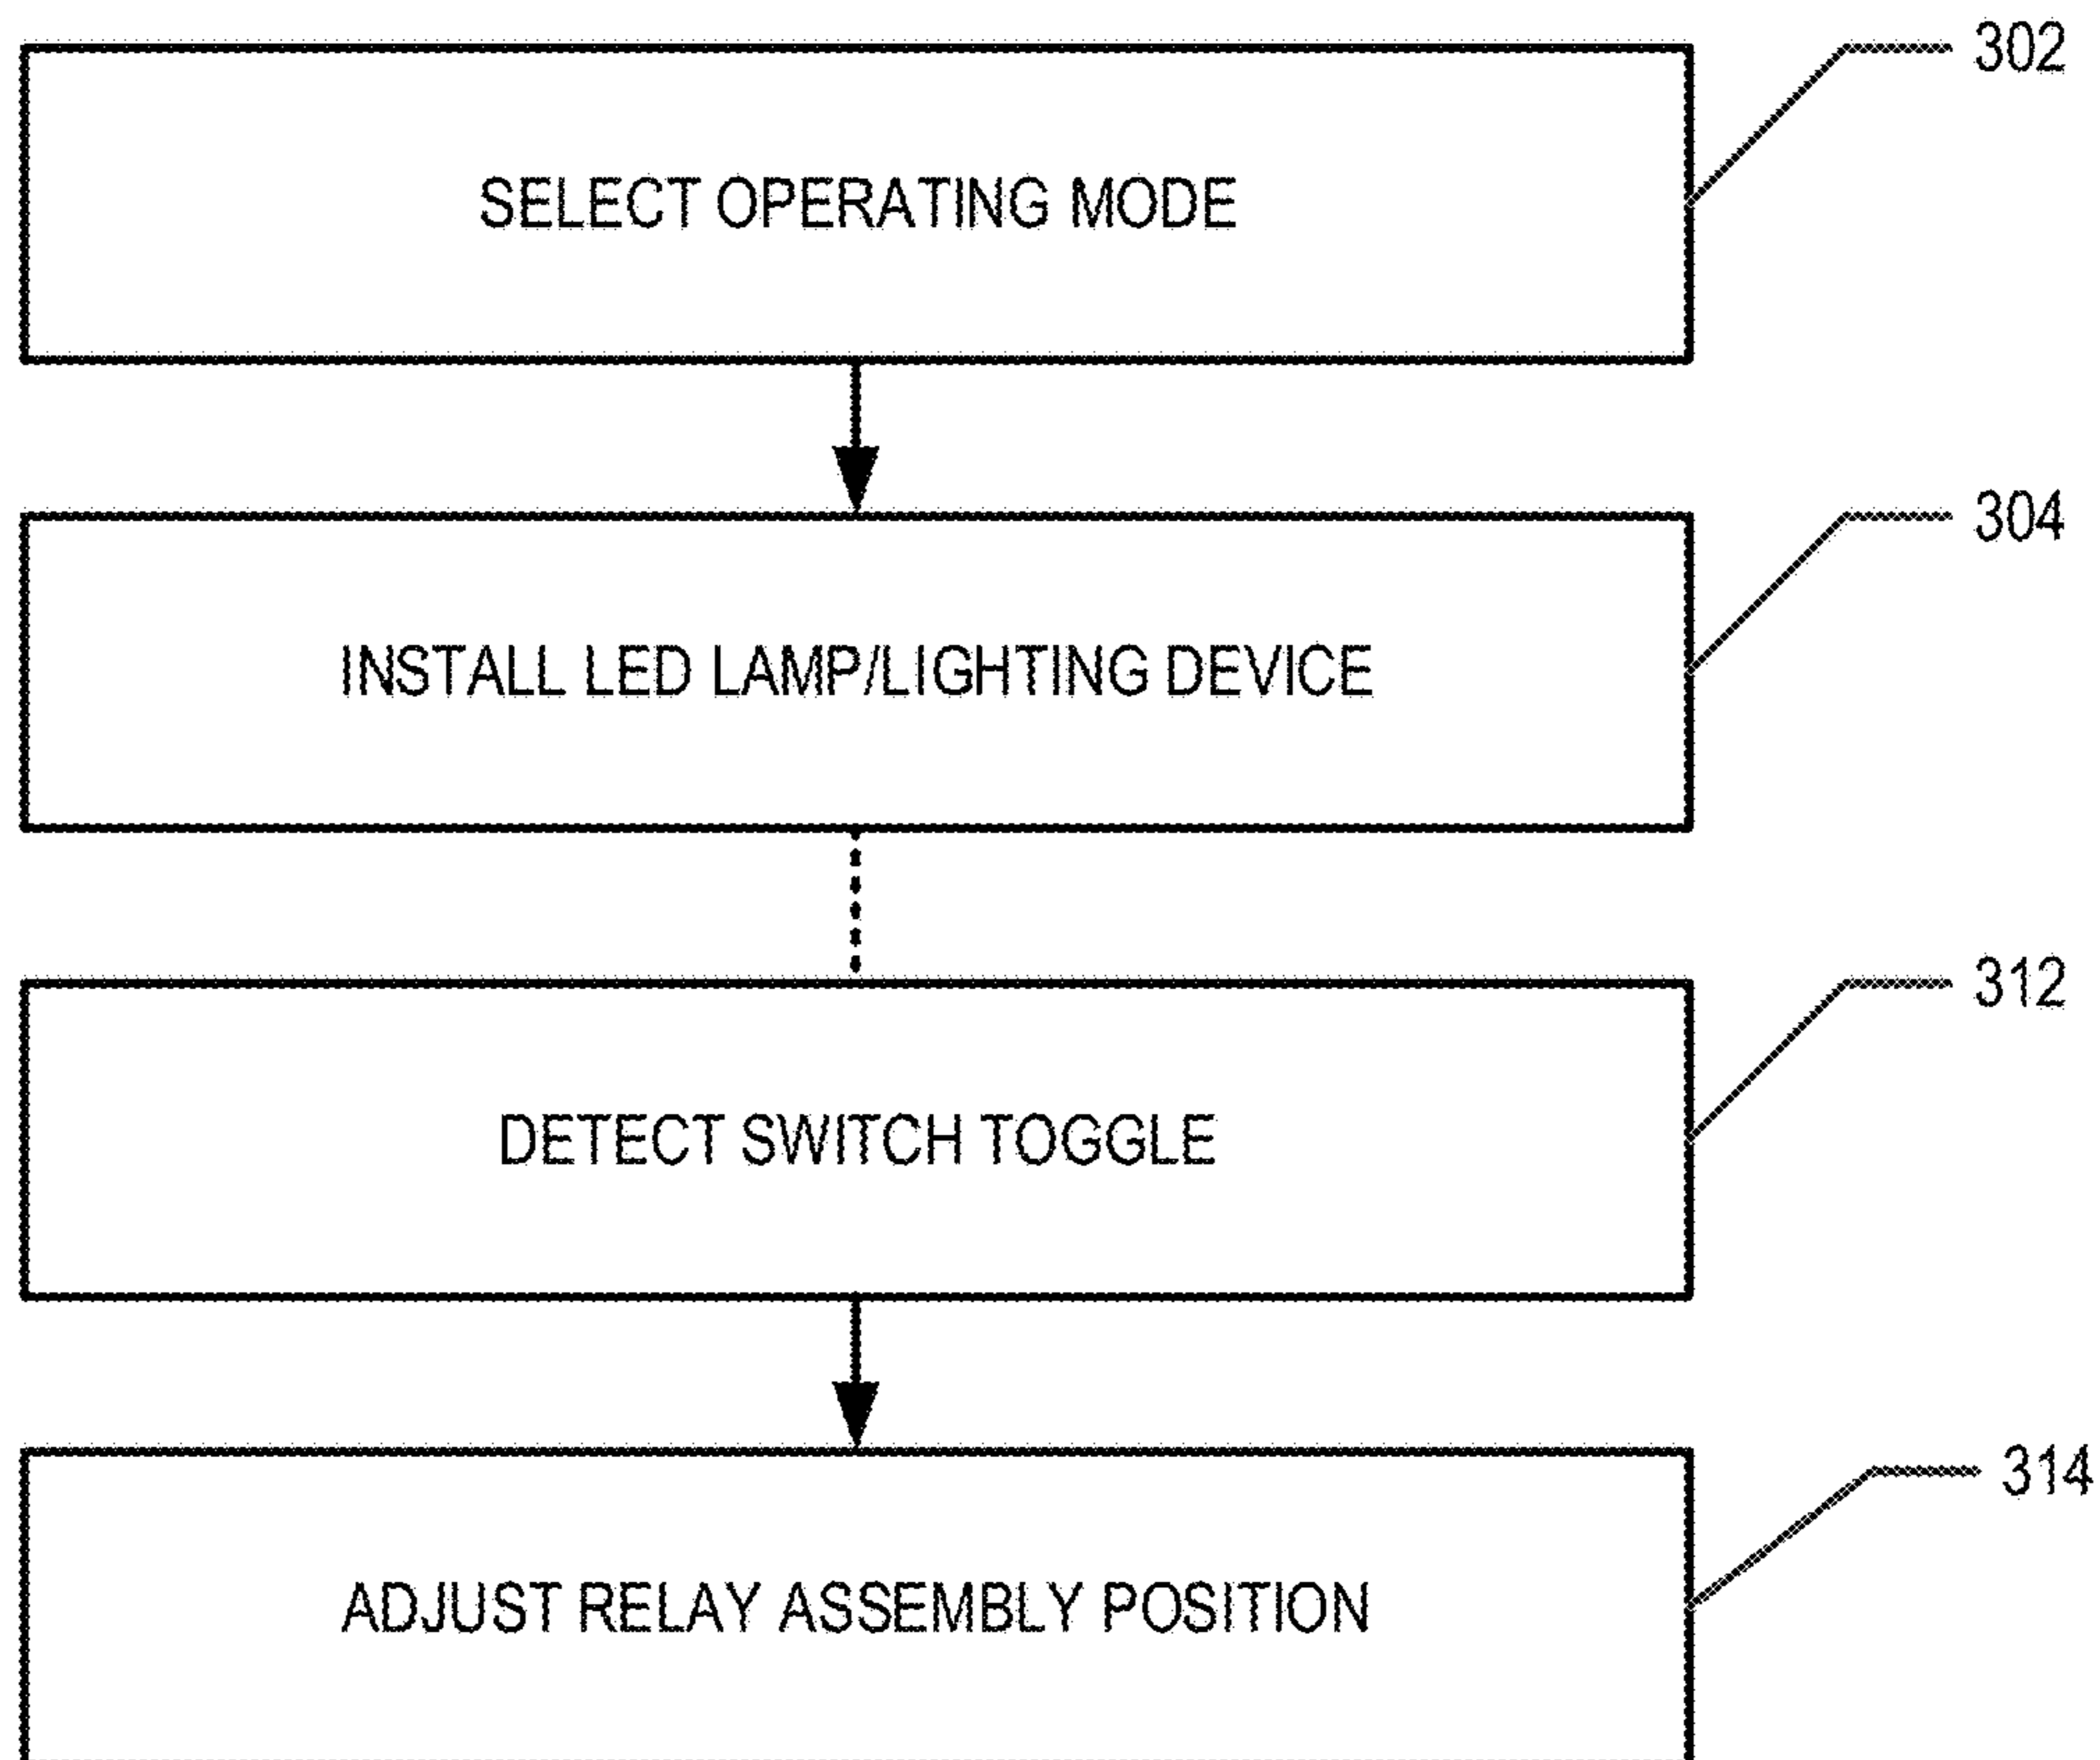 302
SELECT OPERATING MODE
304
INSTALL LED LAMP/LIGHTING DEVICE
312
DETECT SWITCH TOGGLE
314
ADJUST RELAY ASSEMBLY POSITION